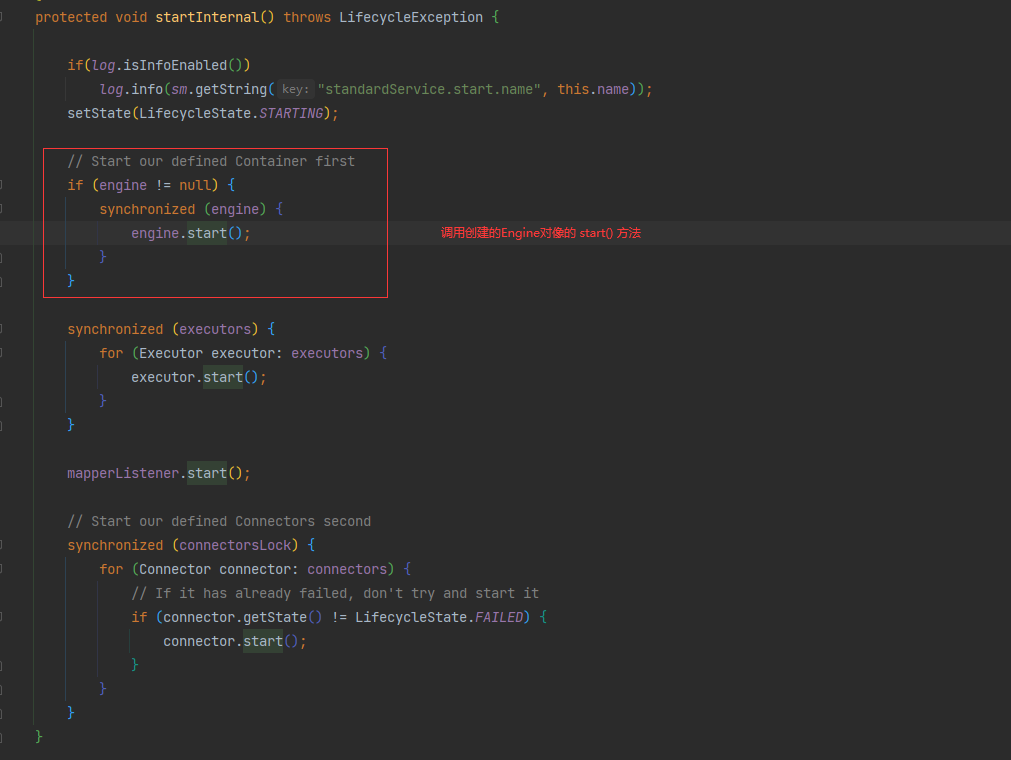 protected void startInternal() throws LifecycleException {
if(log.isInfoEnabled())
log.info(sm.getString( key: "standardService.start.name", this.name));
setState(LifecycleState.STARTING);
// Start our defined Container first
if (engine != null) {
synchronized (engine) {
engine.start(); 调用创建的Engine对像的 start() 方法
}
}
synchronized (executors) {
for (Executor executor: executors) {
executor.start();
}
}
mapperListener.start();
// Start our defined Connectors second
synchronized (connectorsLock) {
for (Connector connector: connectors) {
// If it has already failed, don't try and start it
if (connector.getState() != LifecycleState.FAILED) {
connector.start();
}
}
}
}